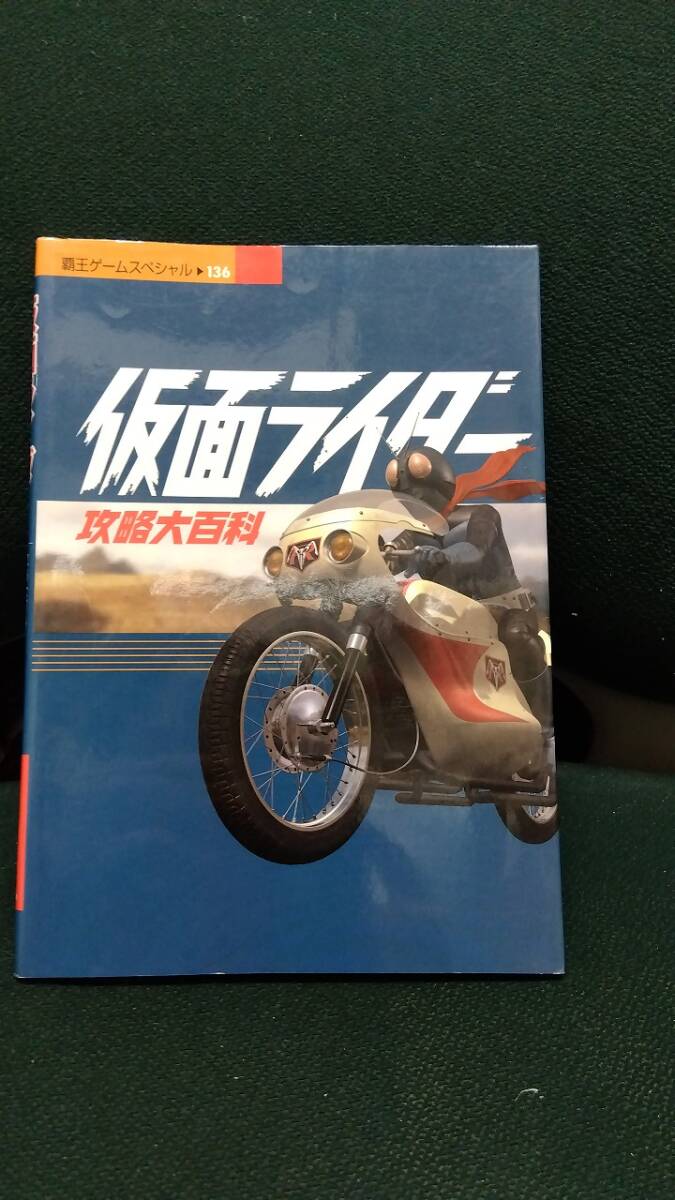 覇王ゲームスペシャル▶136
仮面ライダー
攻略大百科